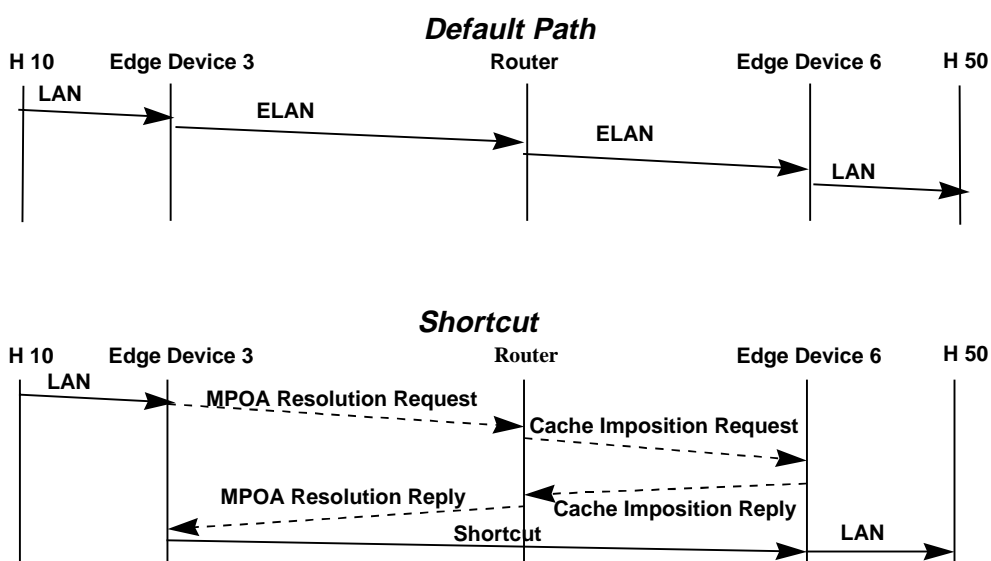 Default Path
H 10 Edge Device 3 Router Edge Device 6 H 50
LAN
ELAN
ELAN
LAN
Shortcut
H 10 Edge Device 3 Router Edge Device 6 H 50
LAN
MPOA Resolution Request
Cache Imposition Request
MPOA Resolution Reply
Cache Imposition Reply
Shortcut
LAN